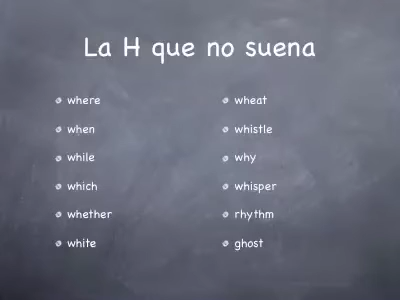 La H que no suena
where
when
while
which
whether
white
wheat
whistle
why
whisper
rhythm
ghost